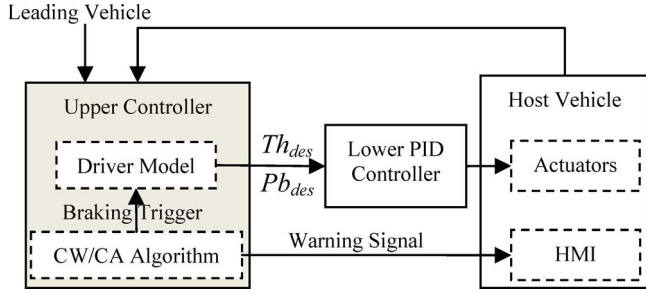 Leading Vehicle
Upper Controller
Driver Model
Braking Trigger
CW/CA Algorithm
Th_des
Pb_des
Lower PID
Controller
Warning Signal
Host Vehicle
Actuators
HMI